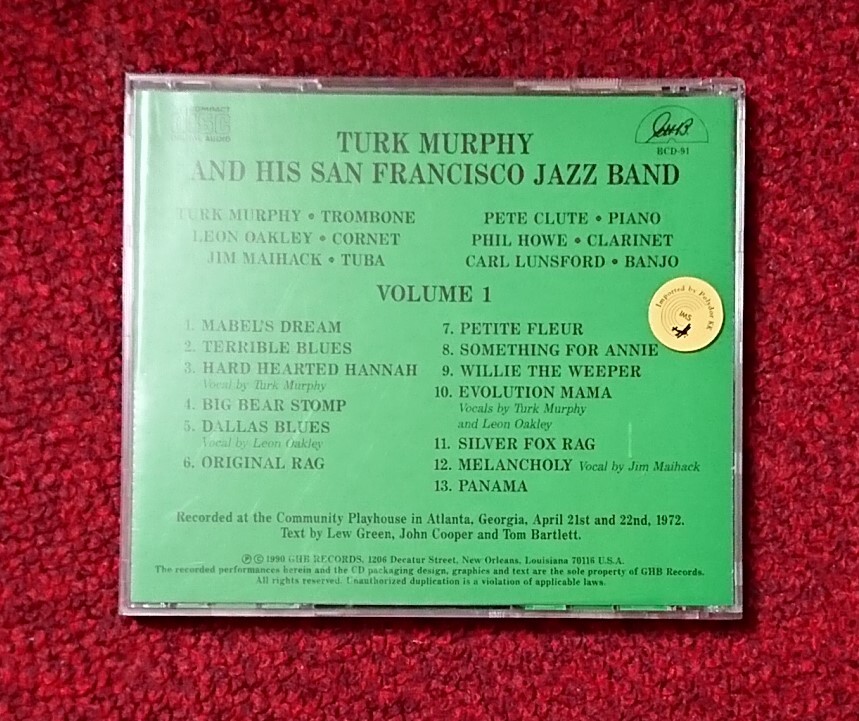 COMPACT
disc
DIGITAL AUDIO
GHB
BCD-91
TURK MURPHY
AND HIS SAN FRANCISCO JAZZ BAND
TURK MURPHY • TROMBONE
LEON OAKLEY • CORNET
JIM MAIHACK • TUBA
PETE CLUTE • PIANO
PHIL HOWE • CLARINET
CARL LUNSFORD • BANJO
VOLUME 1
Imported by Polydor K.K.
IMS
1. MABEL'S DREAM
2. TERRIBLE BLUES
3. HARD HEARTED HANNAH
Vocal by Turk Murphy
4. BIG BEAR STOMP
5. DALLAS BLUES
Vocal by Leon Oakley
6. ORIGINAL RAG
7. PETITE FLEUR
8. SOMETHING FOR ANNIE
9. WILLIE THE WEEPER
10. EVOLUTION MAMA
Vocals by Turk Murphy
and Leon Oakley
11. SILVER FOX RAG
12. MELANCHOLY Vocal by Jim Maihack
13. PANAMA
Recorded at the Community Playhouse in Atlanta, Georgia, April 21st and 22nd, 1972.
Text by Lew Green, John Cooper and Tom Bartlett.
℗ © 1990 GHB RECORDS, 1206 Decatur Street, New Orleans, Louisiana 70116 U.S.A.
The recorded performances herein and the CD packaging design, graphics and text are the sole property of GHB Records.
All rights reserved. Unauthorized duplication is a violation of applicable laws.